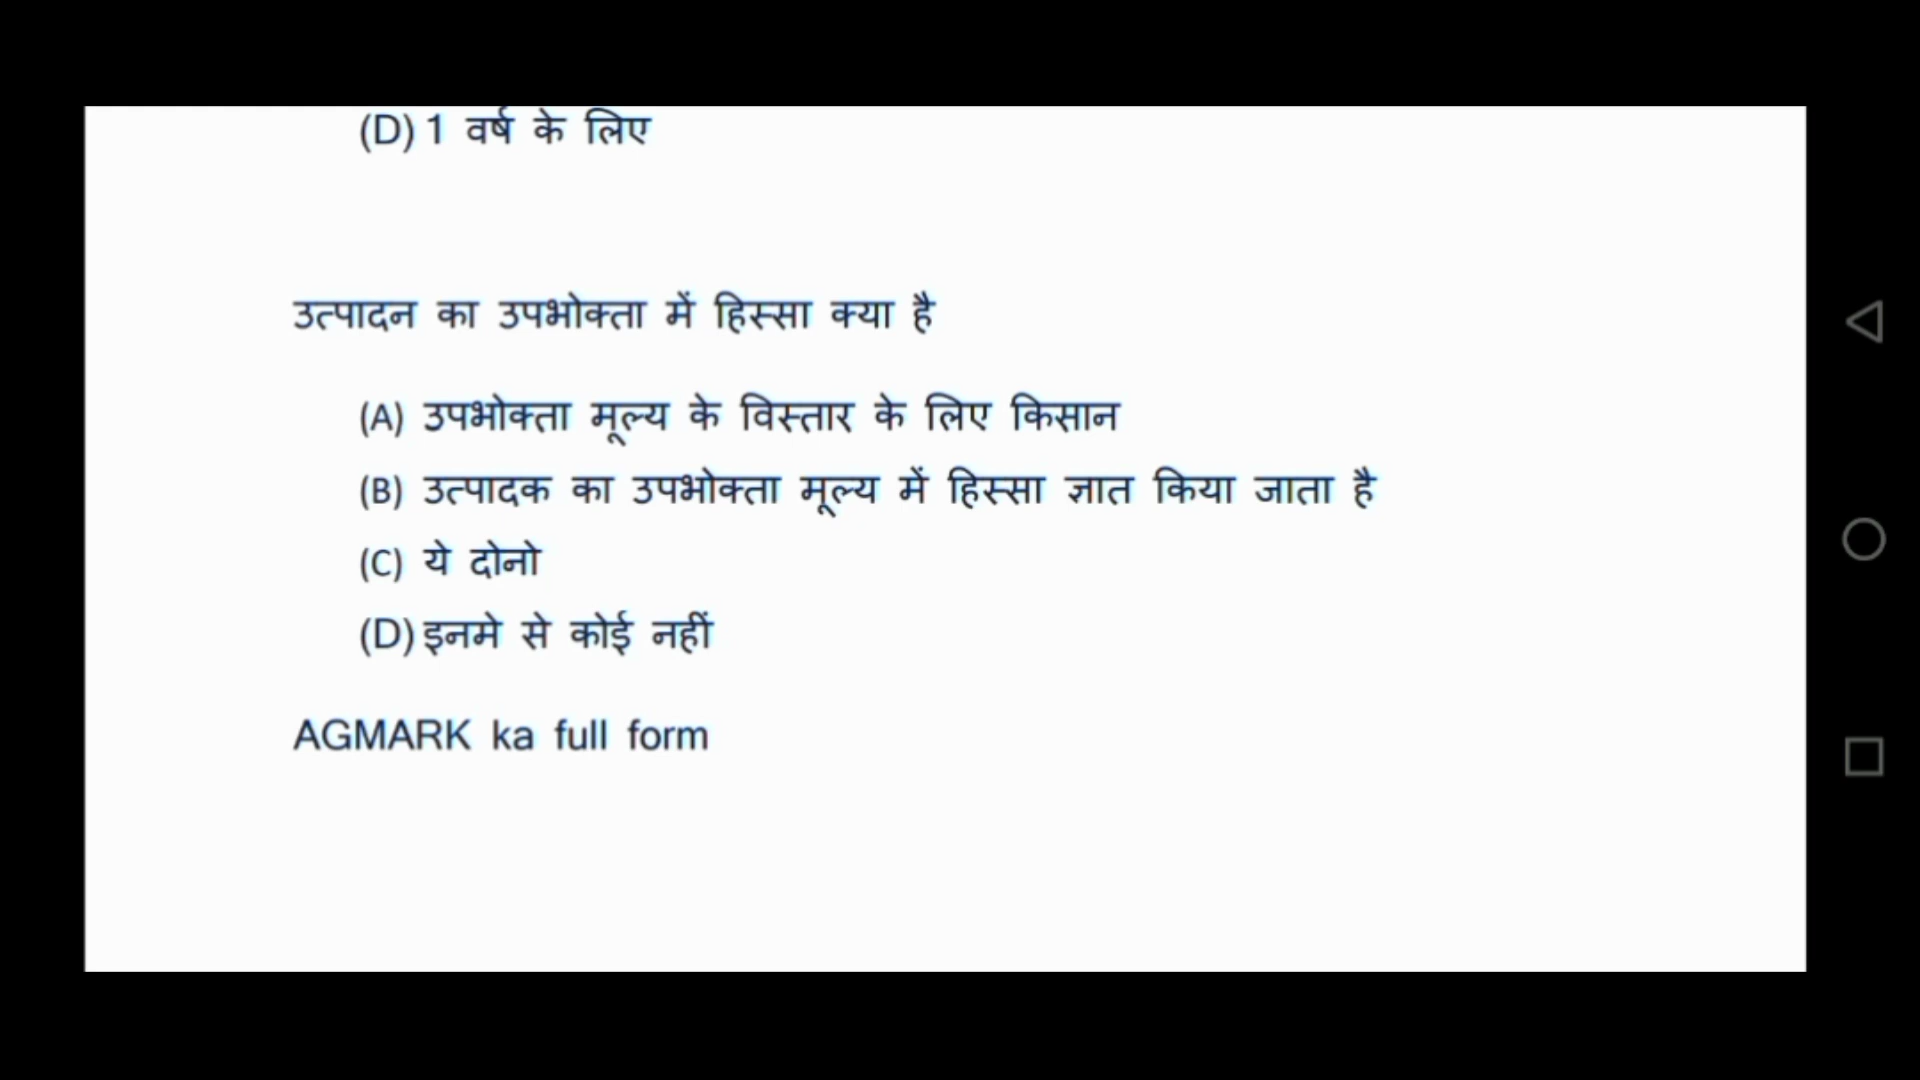 (D) 1 वर्ष के लिए
उत्पादन का उपभोक्ता में हिस्सा क्या है
(A) उपभोक्ता मूल्य के विस्तार के लिए किसान
(B) उत्पादक का उपभोक्ता मूल्य में हिस्सा ज्ञात किया जाता है
(C) ये दोनो
(D) इनमे से कोई नहीं
AGMARK ka full form